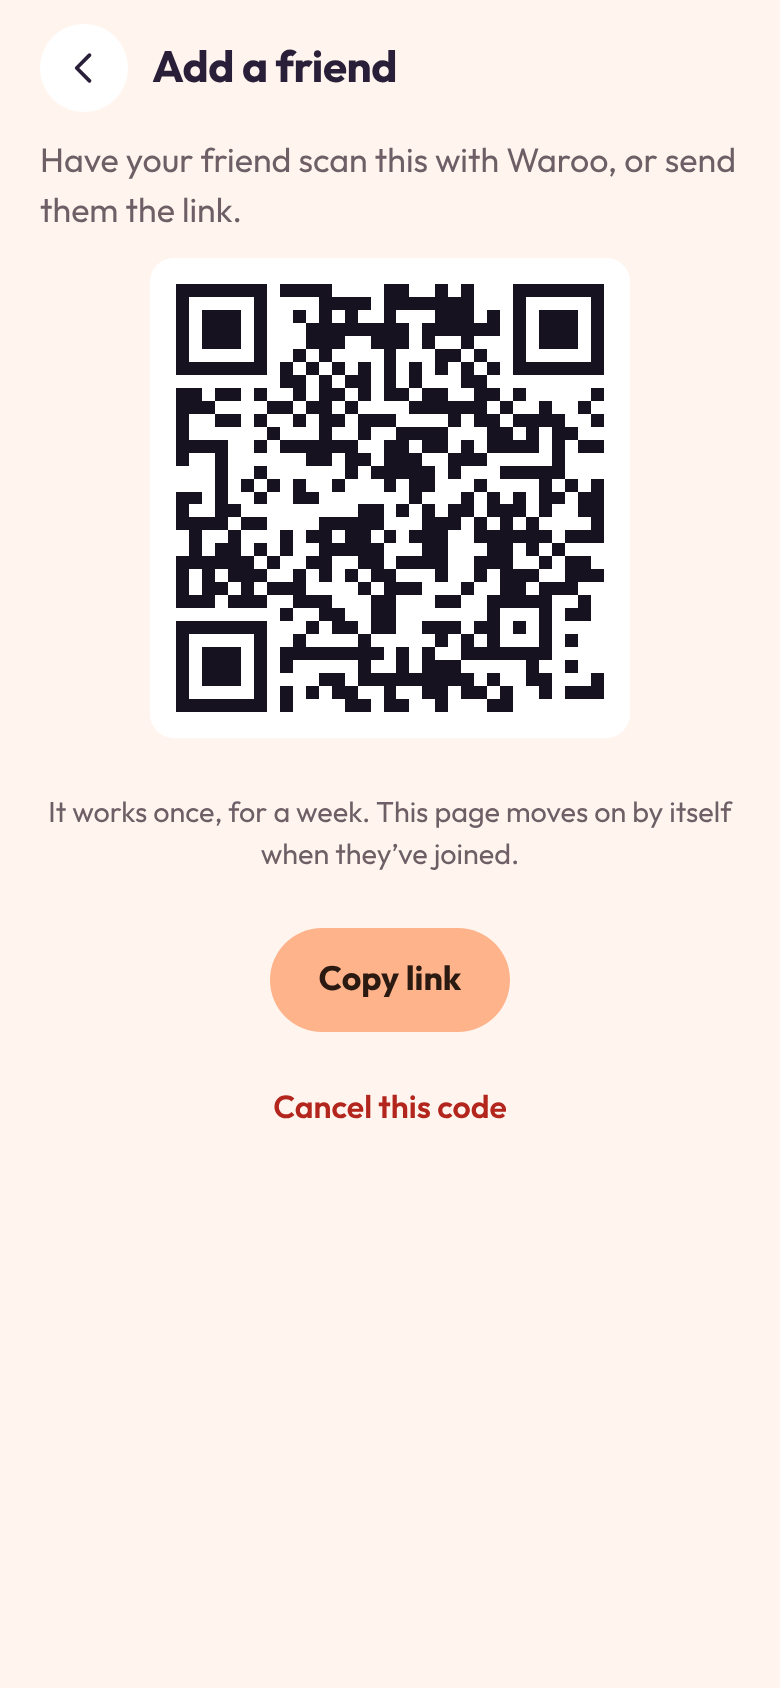 Add a friend
Have your friend scan this with Waroo, or send
them the link.
It works once, for a week. This page moves on by itself
when they’ve joined.
Copy link
Cancel this code